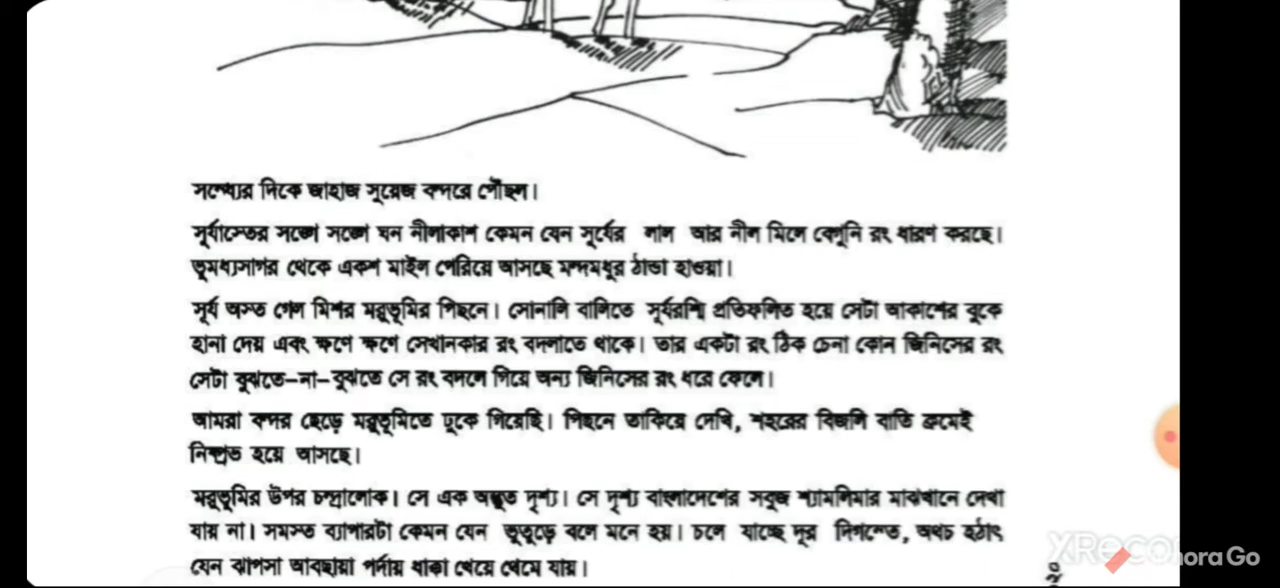 সন্ধ্যের দিকে জাহাজ সুয়েজ বন্দরে পৌঁছল।
সূর্যাস্তের সঙ্গে সঙ্গে ঘন নীলাকাশ কেমন যেন সূর্যের লাল আর নীল মিলে বেগুনি রং ধারণ করছে।
ভূমধ্যসাগর থেকে একশ মাইল পেরিয়ে আসছে মন্দমধুর ঠান্ডা হাওয়া।
সূর্য অস্ত গেল মিশর মরুভূমির পিছনে। সোনালি বালিতে সূর্যরশ্মি প্রতিফলিত হয়ে সেটা আকাশের বুকে
হানা দেয় এবং ক্ষণে ক্ষণে সেখানকার রং বদলাতে থাকে। তার একটা রং ঠিক চেনা কোন জিনিসের রং
সেটা বুঝতে-না-বুঝতে সে রং বদলে গিয়ে অন্য জিনিসের রং ধরে ফেলে।
আমরা বন্দর ছেড়ে মরুভূমিতে ঢুকে গিয়েছি। পিছনে তাকিয়ে দেখি, শহরের বিজলি বাতি ক্রমেই
নিষ্প্রভ হয়ে আসছে।
মরুভূমির উপর চন্দ্রালোক। সে এক অদ্ভুত দৃশ্য। সে দৃশ্য বাংলাদেশের সবুজ শ্যামলিমার মাঝখানে দেখা
যায় না। সমস্ত ব্যাপারটা কেমন যেন ভূতুড়ে বলে মনে হয়। চলে যাচ্ছে দূর দিগন্তে, অথচ হঠাৎ
যেন ঝাপসা আবছায়া পর্দায় ধাক্কা খেয়ে থেমে যায়।
XReco
hora Go